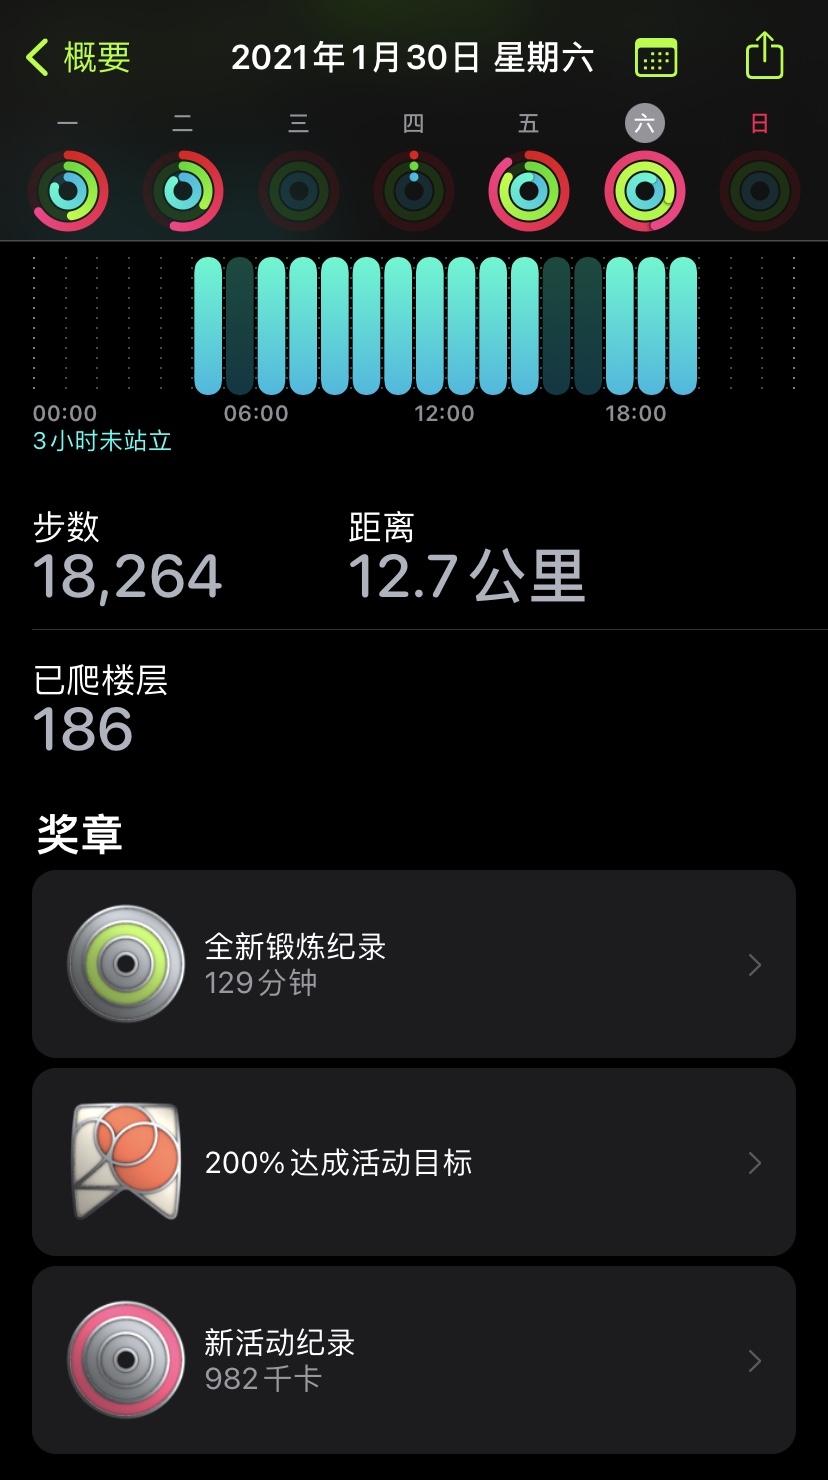 概要
2021年1月30日 星期六
一 二 三 四 五 六 日
00:00 06:00 12:00 18:00
3小时未站立
步数 距离
18,264 12.7公里
已爬楼层
186
奖章
全新锻炼纪录
129分钟
200%达成活动目标
新活动纪录
982千卡